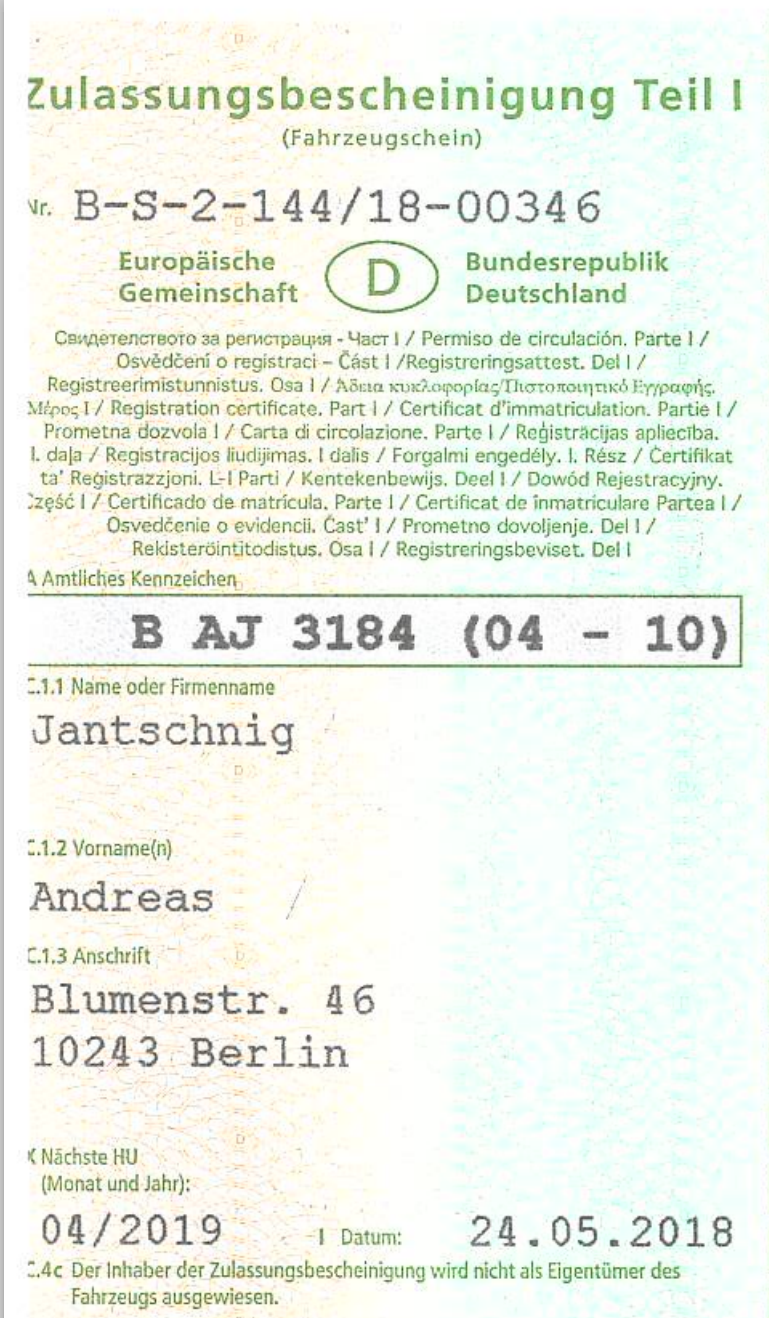 Zulassungsbescheinigung Teil I
(Fahrzeugschein)
Nr. B-S-2-144/18-00346
Europäische Gemeinschaft D Bundesrepublik Deutschland
Свидетелството за регистрация - Част I / Permiso de circulación. Parte I /
Osvědčení o registraci – Část I /Registreringsattest. Del I /
Registreerimistunnistus. Osa I / Άδεια κυκλοφορίας/Πιστοποιητικό Εγγραφής.
Μέρος I / Registration certificate. Part I / Certificat d'immatriculation. Partie I /
Prometna dozvola I / Carta di circolazione. Parte I / Reģistrācijas apliecība.
I. daļa / Registracijos liudijimas. I dalis / Forgalmi engedély. I. Rész / Ċertifikat
ta' Reġistrazzjoni. L-I Parti / Kentekenbewijs. Deel I / Dowód Rejestracyjny.
Część I / Certificado de matrícula. Parte I / Certificat de înmatriculare Partea I /
Osvedčenie o evidencii. Časť I / Prometno dovoljenje. Del I /
Rekisteröintitodistus. Osa I / Registreringsbeviset. Del I
A Amtliches Kennzeichen
B AJ 3184 (04 - 10)
C.1.1 Name oder Firmenname
Jantschnig
C.1.2 Vorname(n)
Andreas
C.1.3 Anschrift
Blumenstr. 46
10243 Berlin
X Nächste HU
(Monat und Jahr):
04/2019 I Datum: 24.05.2018
C.4c Der Inhaber der Zulassungsbescheinigung wird nicht als Eigentümer des
Fahrzeugs ausgewiesen.